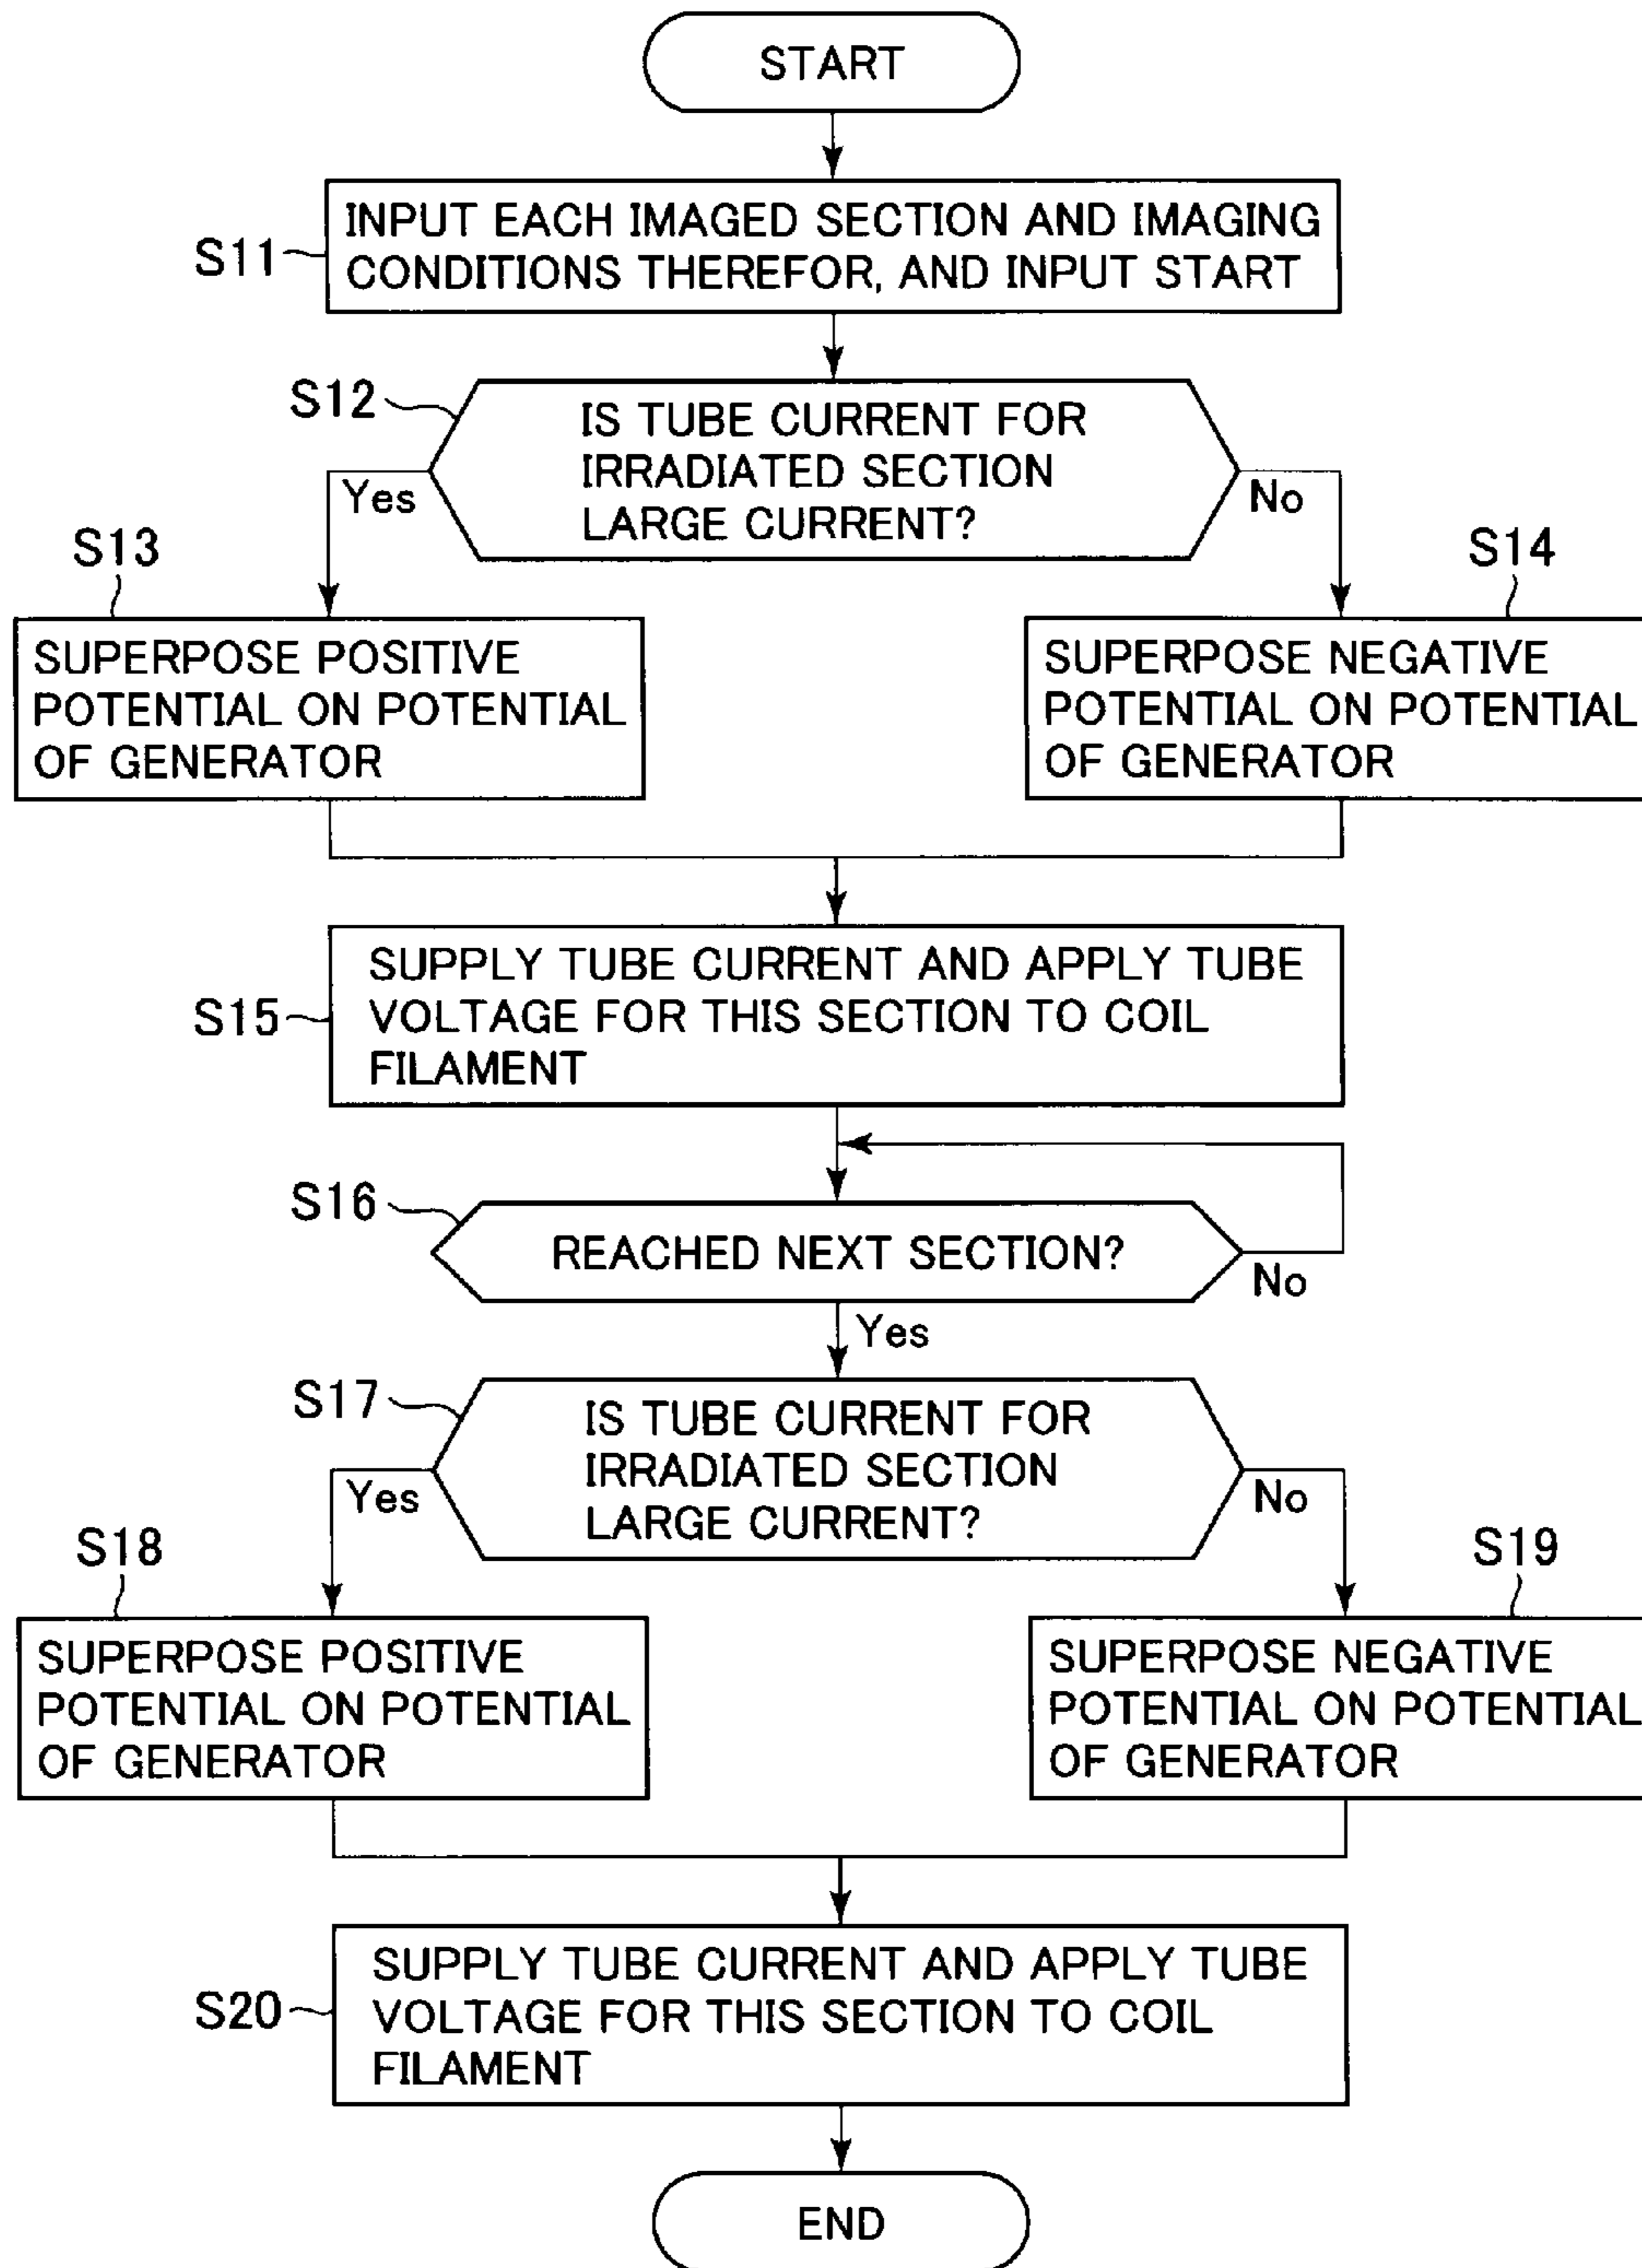 START
S11
INPUT EACH IMAGED SECTION AND IMAGING
CONDITIONS THEREFOR, AND INPUT START
S12
IS TUBE CURRENT FOR
IRRADIATED SECTION
LARGE CURRENT?
Yes
No
S13
SUPERPOSE POSITIVE
POTENTIAL ON POTENTIAL
OF GENERATOR
S14
SUPERPOSE NEGATIVE
POTENTIAL ON POTENTIAL
OF GENERATOR
S15
SUPPLY TUBE CURRENT AND APPLY TUBE
VOLTAGE FOR THIS SECTION TO COIL
FILAMENT
S16
REACHED NEXT SECTION?
No
Yes
S17
IS TUBE CURRENT FOR
IRRADIATED SECTION
LARGE CURRENT?
Yes
No
S18
SUPERPOSE POSITIVE
POTENTIAL ON POTENTIAL
OF GENERATOR
S19
SUPERPOSE NEGATIVE
POTENTIAL ON POTENTIAL
OF GENERATOR
S20
SUPPLY TUBE CURRENT AND APPLY TUBE
VOLTAGE FOR THIS SECTION TO COIL
FILAMENT
END